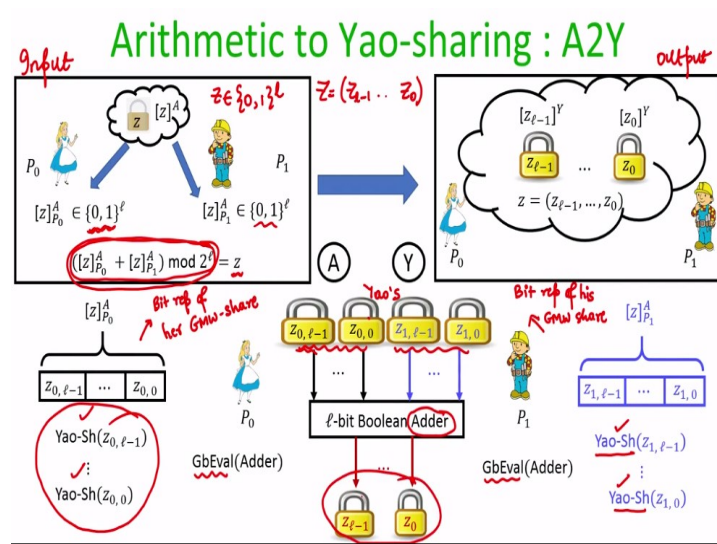 Arithmetic to Yao-sharing : A2Y
Input
output
z
[z]^A
z∈{0,1}^ℓ
Z=(z_{ℓ-1} .. z_0)
P_0
P_1
[z]^A_{P_0} ∈ {0,1}^ℓ
[z]^A_{P_1} ∈ {0,1}^ℓ
([z]^A_{P_0} + [z]^A_{P_1}) mod 2^ℓ = z
A
Y
[z_{ℓ-1}]^Y
[z_0]^Y
z_{ℓ-1}
...
z_0
z = (z_{ℓ-1}, ..., z_0)
P_0
P_1
[z]^A_{P_0}
Bit rep of
her GMW-share
z_{0,ℓ-1}
...
z_{0,0}
Yao-Sh(z_{0,ℓ-1})
⋮
Yao-Sh(z_{0,0})
P_0
GbEval(Adder)
Yao's
z_{0,ℓ-1}
z_{0,0}
z_{1,ℓ-1}
z_{1,0}
...
...
ℓ-bit Boolean Adder
...
z_{ℓ-1}
z_0
Bit rep of his
GMW share
P_1
GbEval(Adder)
[z]^A_{P_1}
z_{1,ℓ-1}
...
z_{1,0}
Yao-Sh(z_{1,ℓ-1})
⋮
Yao-Sh(z_{1,0})